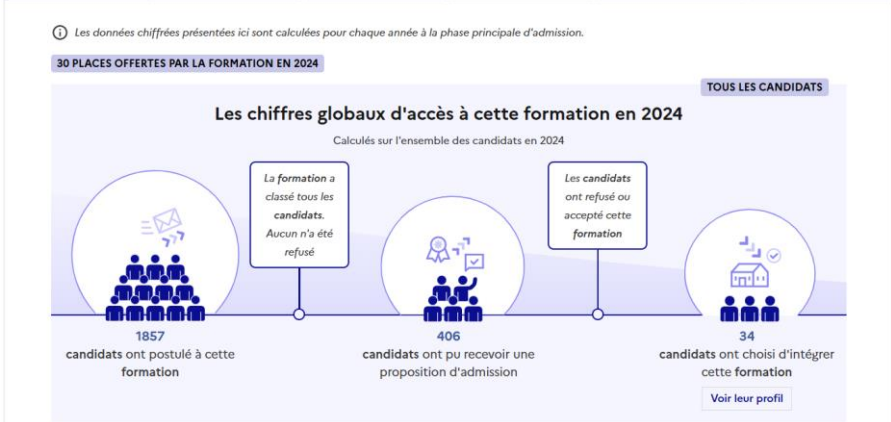 Les données chiffrées présentées ici sont calculées pour chaque année à la phase principale d'admission.
30 PLACES OFFERTES PAR LA FORMATION EN 2024
TOUS LES CANDIDATS
Les chiffres globaux d'accès à cette formation en 2024
Calculés sur l'ensemble des candidats en 2024
La formation a
classé tous les
candidats.
Aucun n'a été
refusé
Les candidats
ont refusé ou
accepté cette
formation
1857
candidats ont postulé à cette
formation
406
candidats ont pu recevoir une
proposition d'admission
34
candidats ont choisi d'intégrer
cette formation
Voir leur profil